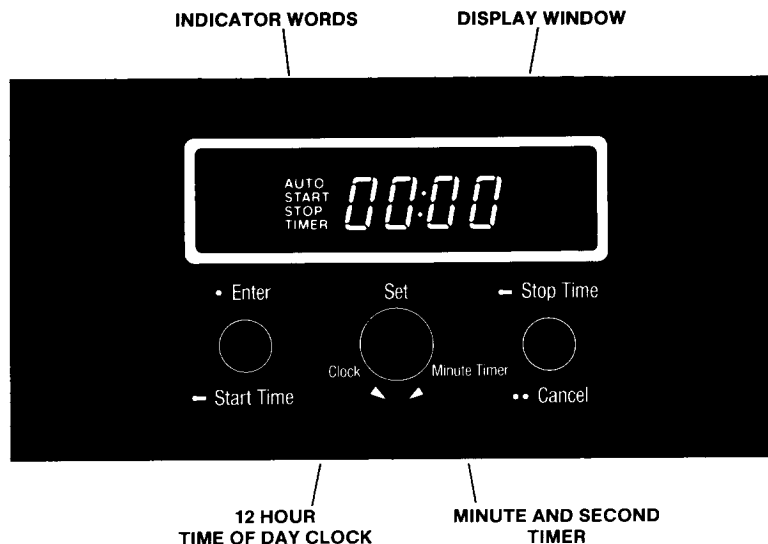 INDICATOR WORDS
DISPLAY WINDOW
AUTO
START
STOP
TIMER
00:00
• Enter
Set
Stop Time
Clock
Minute Timer
Start Time
•• Cancel
12 HOUR
TIME OF DAY CLOCK
MINUTE AND SECOND
TIMER